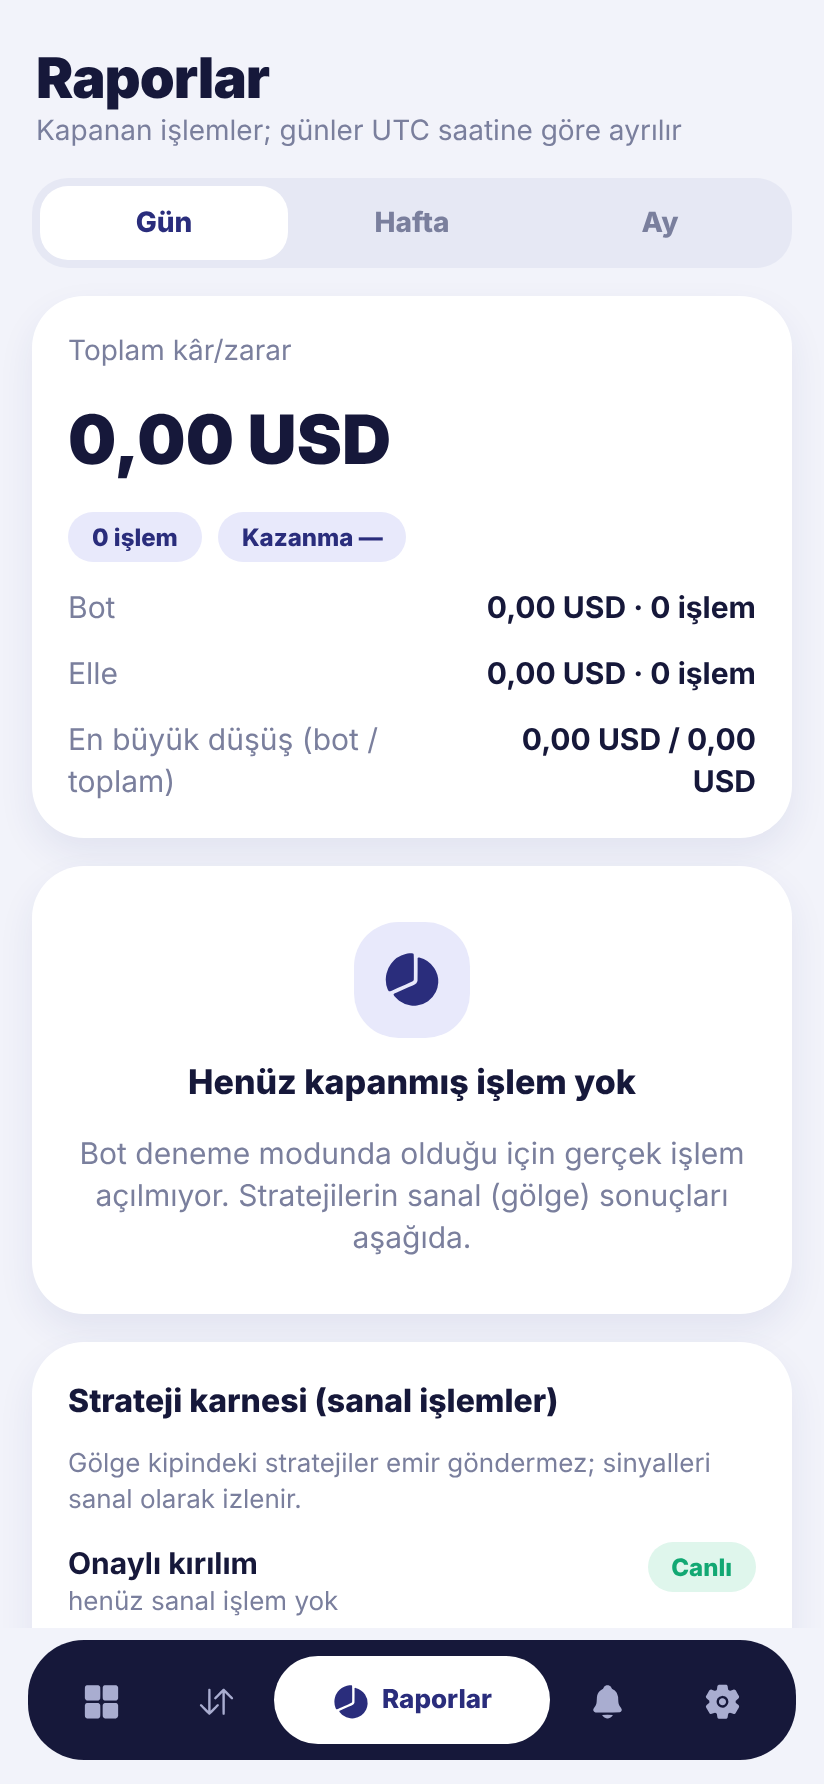 Raporlar
Kapanan işlemler; günler UTC saatine göre ayrılır
Gün
Hafta
Ay
Toplam kâr/zarar
0,00 USD
0 işlem
Kazanma —
Bot
0,00 USD · 0 işlem
Elle
0,00 USD · 0 işlem
En büyük düşüş (bot /
toplam)
0,00 USD / 0,00
USD
Henüz kapanmış işlem yok
Bot deneme modunda olduğu için gerçek işlem
açılmıyor. Stratejilerin sanal (gölge) sonuçları
aşağıda.
Strateji karnesi (sanal işlemler)
Gölge kipindeki stratejiler emir göndermez; sinyalleri
sanal olarak izlenir.
Onaylı kırılım
Canlı
henüz sanal işlem yok
Raporlar